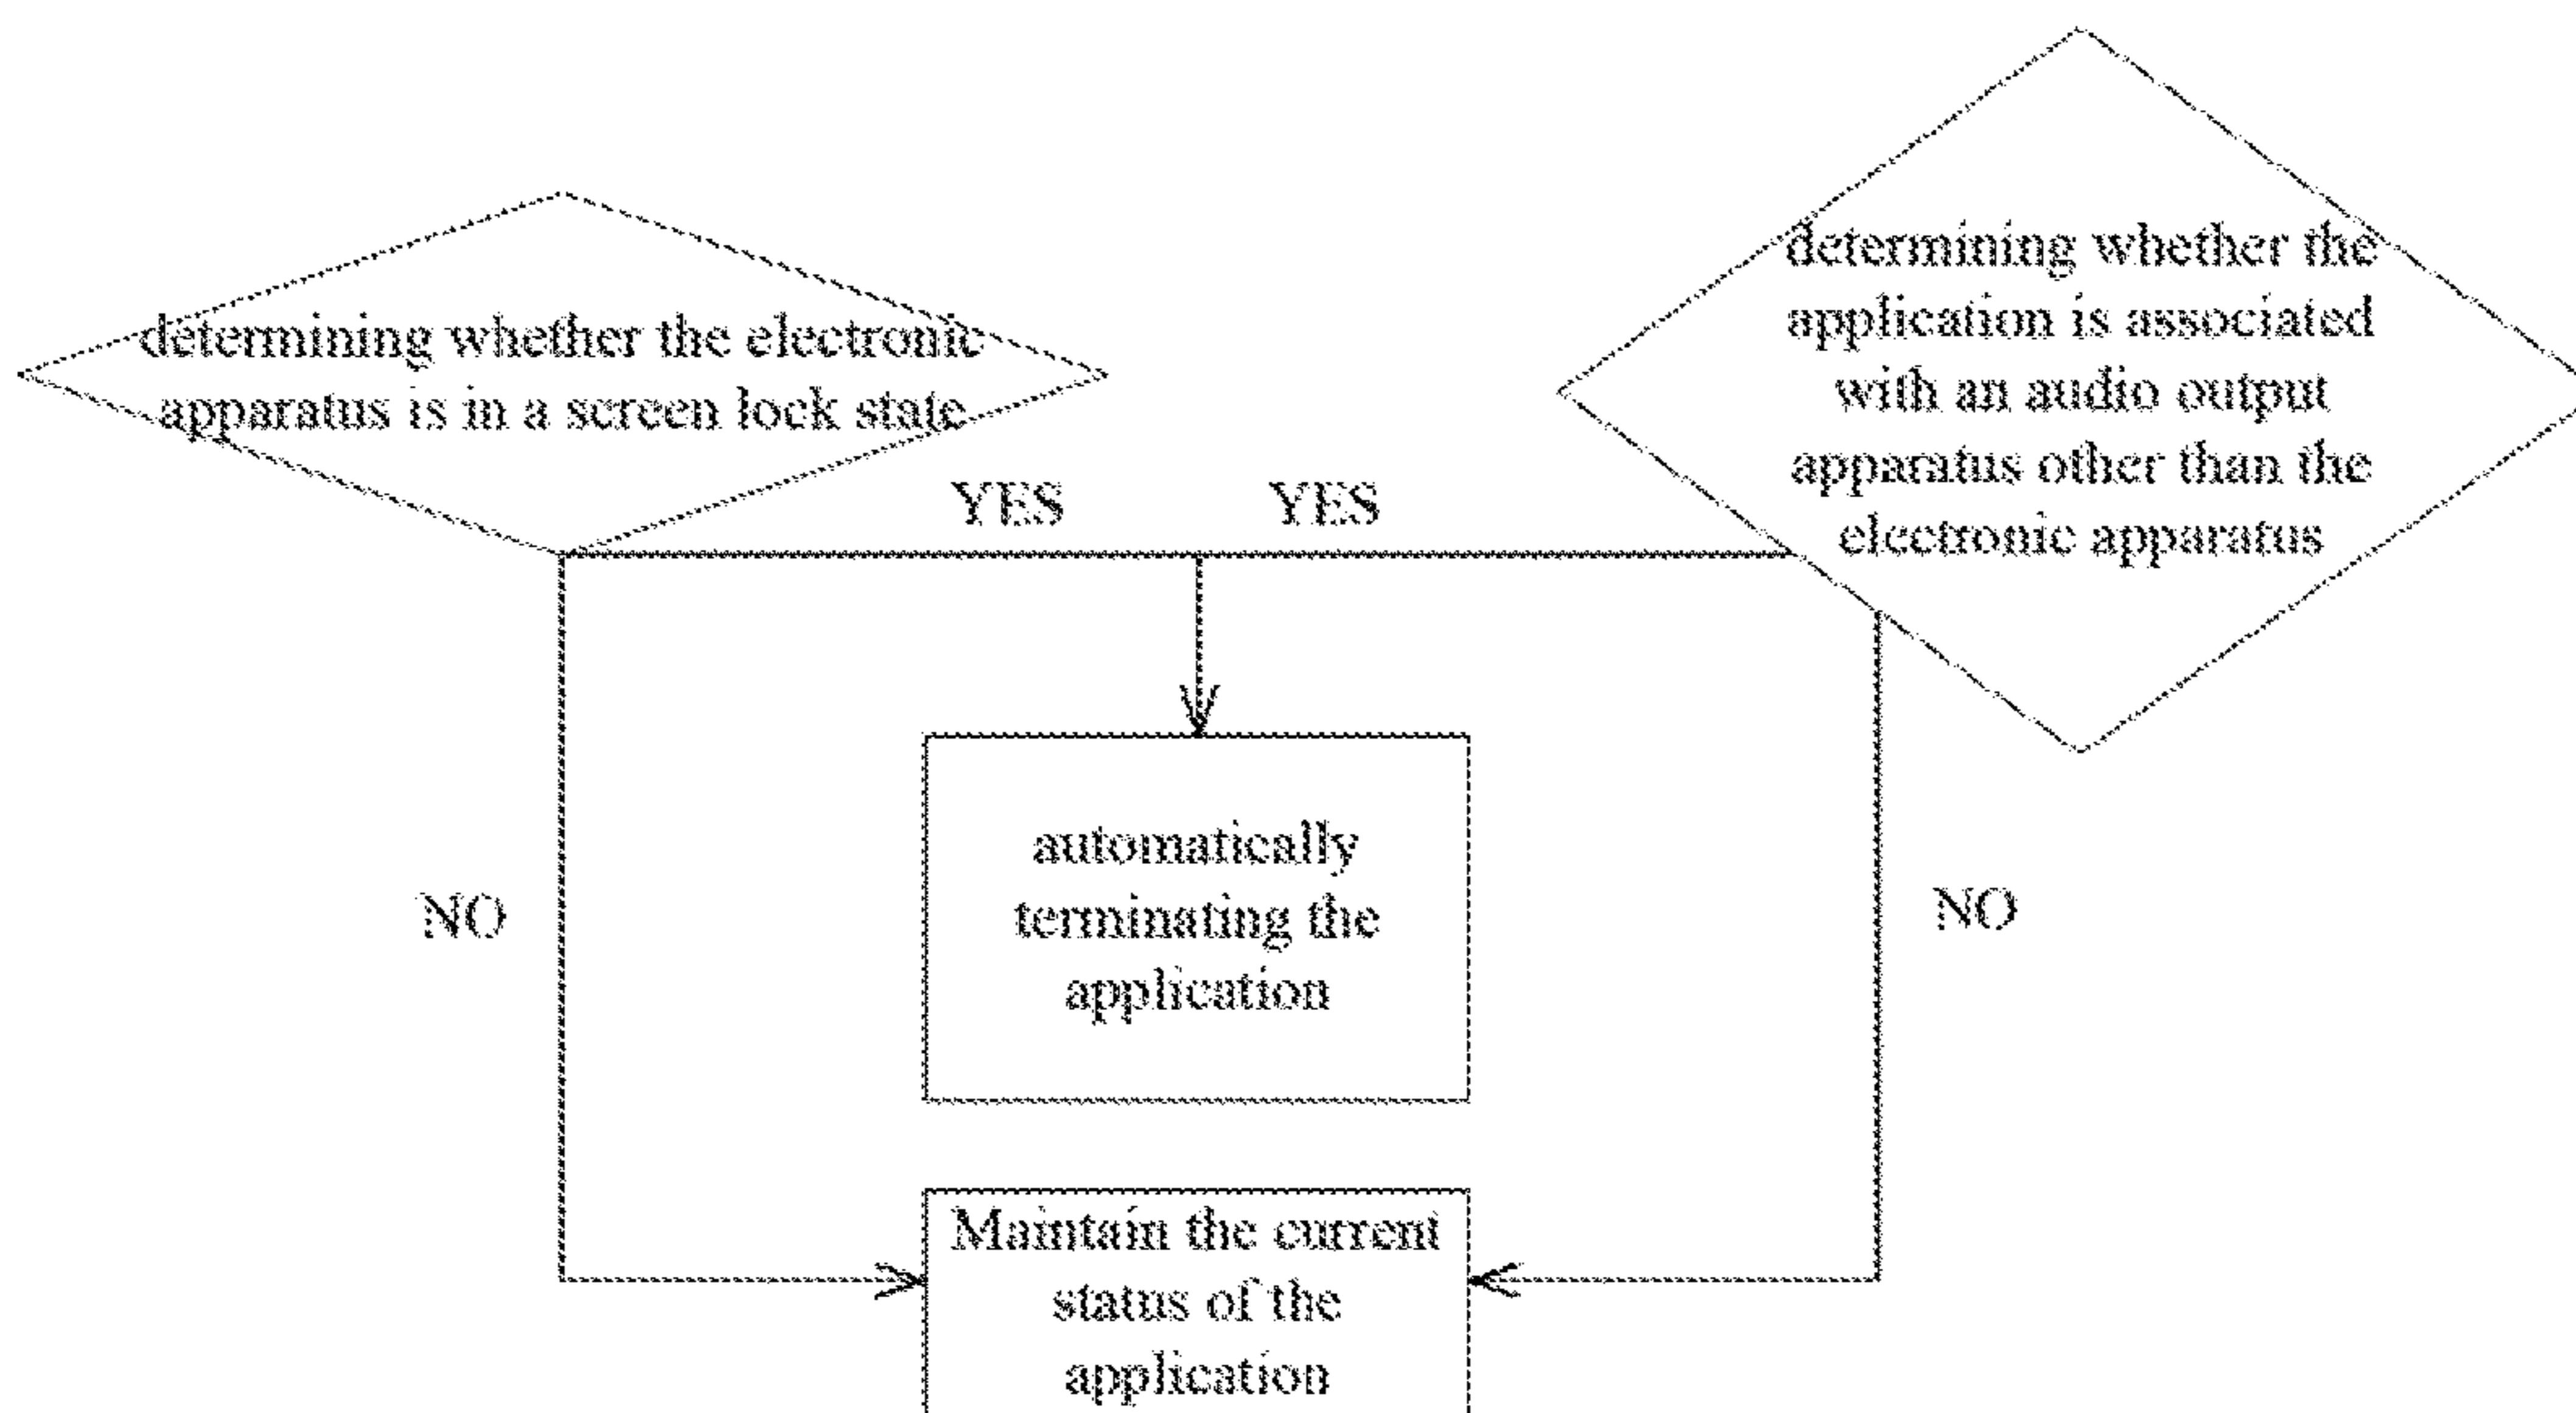 determining whether the electronic
apparatus is in a screen lock state
determining whether the
application is associated
with an audio output
apparatus other than the
electronic apparatus
YES
YES
automatically
terminating the
application
NO
NO
Maintain the current
status of the
application